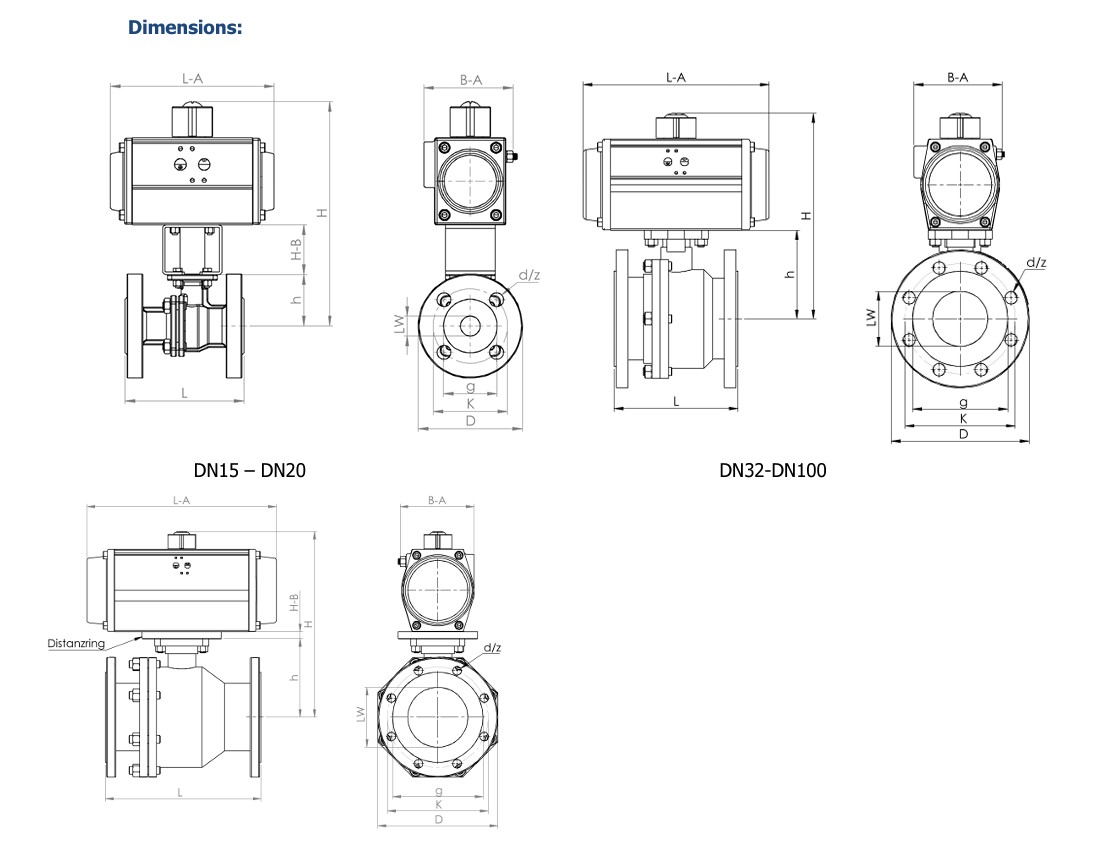 Dimensions:
L-A
H
H-B
h
L
B-A
d/z
LW
g
K
D
L-A
H
h
L
B-A
d/z
LW
g
K
D
DN15 – DN20
DN32-DN100
L-A
H-B
H
Distanzring
h
L
B-A
d/z
LW
g
K
D